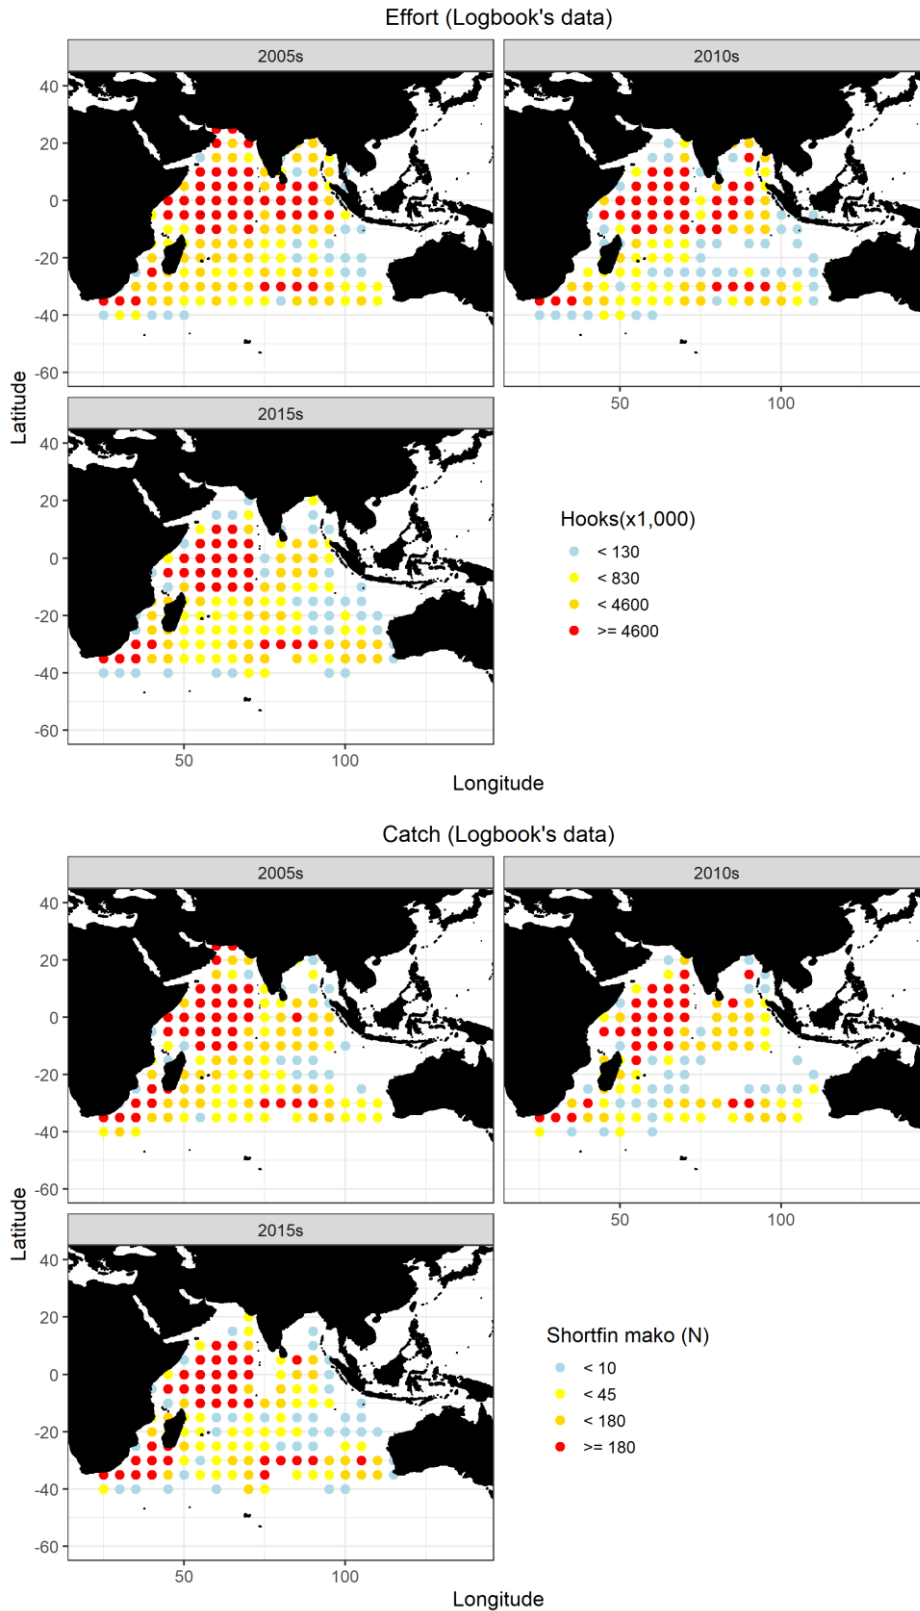 Effort (Logbook's data)
2005s
2010s
40
20
0
-20
-40
-60
50
100
2015s
40
20
0
-20
-40
-60
50
100
Latitude
Longitude
Hooks(x1,000)
< 130
< 830
< 4600
>= 4600
Catch (Logbook's data)
2005s
2010s
40
20
0
-20
-40
-60
50
100
2015s
40
20
0
-20
-40
-60
50
100
Latitude
Longitude
Shortfin mako (N)
< 10
< 45
< 180
>= 180